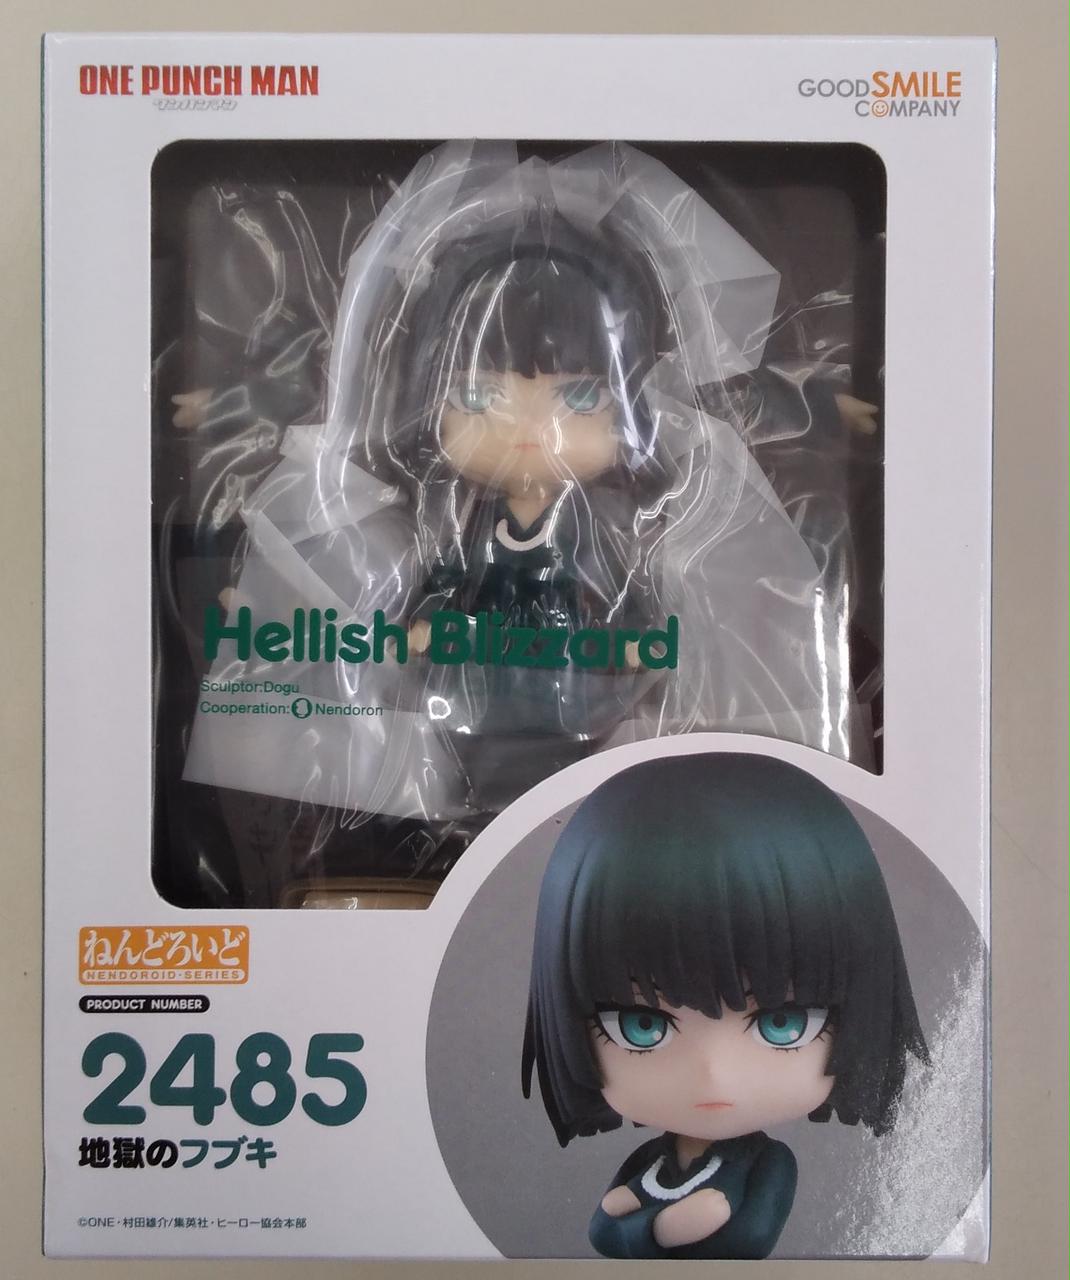 ONE PUNCH MAN
ワンパンマン
GOODSMILE
COMPANY
Hellish Blizzard
Sculptor:Dogu
Cooperation: Nendoron
ねんどろいど
NENDOROID·SERIES
PRODUCT NUMBER
2485
地獄のフブキ
©ONE・村田雄介/集英社・ヒーロー協会本部